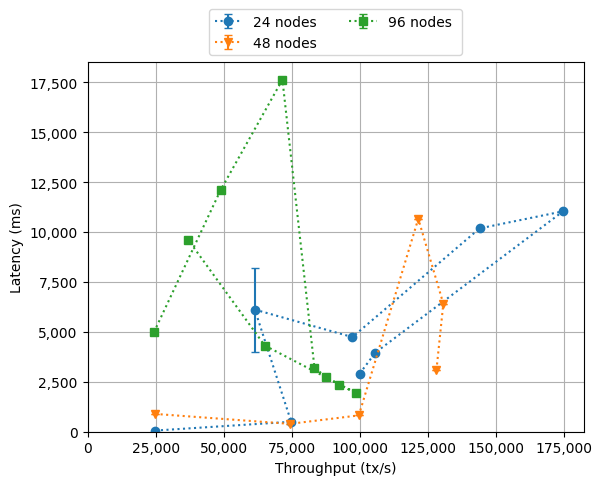 24 nodes
48 nodes
96 nodes
17,500
15,000
12,500
10,000
7,500
5,000
2,500
0
Latency (ms)
0 25,000 50,000 75,000 100,000 125,000 150,000 175,000
Throughput (tx/s)